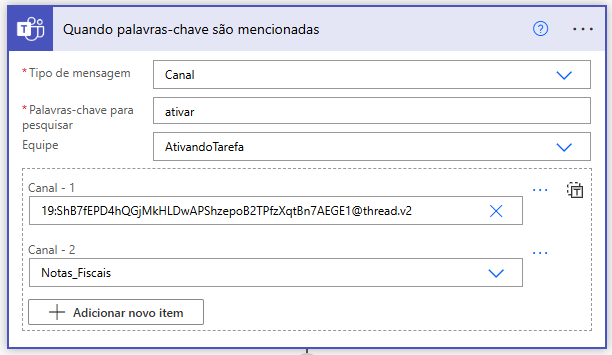 Quando palavras-chave são mencionadas
* Tipo de mensagem
Canal
* Palavras-chave para pesquisar
ativar
Equipe
AtivandoTarefa
Canal - 1
19:ShB7fEPD4hQGjMkHLDwAPShzepoB2TPfzXqtBn7AEGE1@thread.v2
Canal - 2
Notas_Fiscais
Adicionar novo item